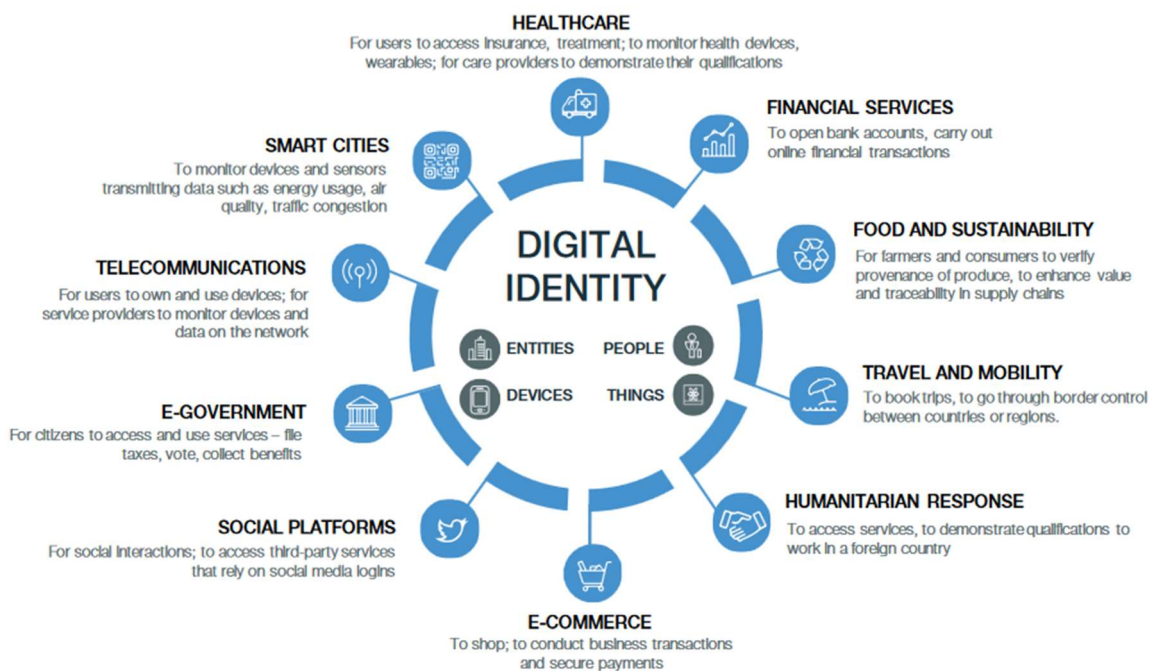 HEALTHCARE
For users to access insurance, treatment; to monitor health devices,
wearables; for care providers to demonstrate their qualifications
FINANCIAL SERVICES
To open bank accounts, carry out
online financial transactions
SMART CITIES
To monitor devices and sensors
transmitting data such as energy usage, air
quality, traffic congestion
FOOD AND SUSTAINABILITY
For farmers and consumers to verify
provenance of produce, to enhance value
and traceability in supply chains
TELECOMMUNICATIONS
For users to own and use devices; for
service providers to monitor devices and
data on the network
DIGITAL
IDENTITY
ENTITIES
PEOPLE
DEVICES
THINGS
TRAVEL AND MOBILITY
To book trips, to go through border control
between countries or regions.
E-GOVERNMENT
For citizens to access and use services – file
taxes, vote, collect benefits
HUMANITARIAN RESPONSE
To access services, to demonstrate qualifications to
work in a foreign country
SOCIAL PLATFORMS
For social interactions; to access third-party services
that rely on social media logins
E-COMMERCE
To shop; to conduct business transactions
and secure payments